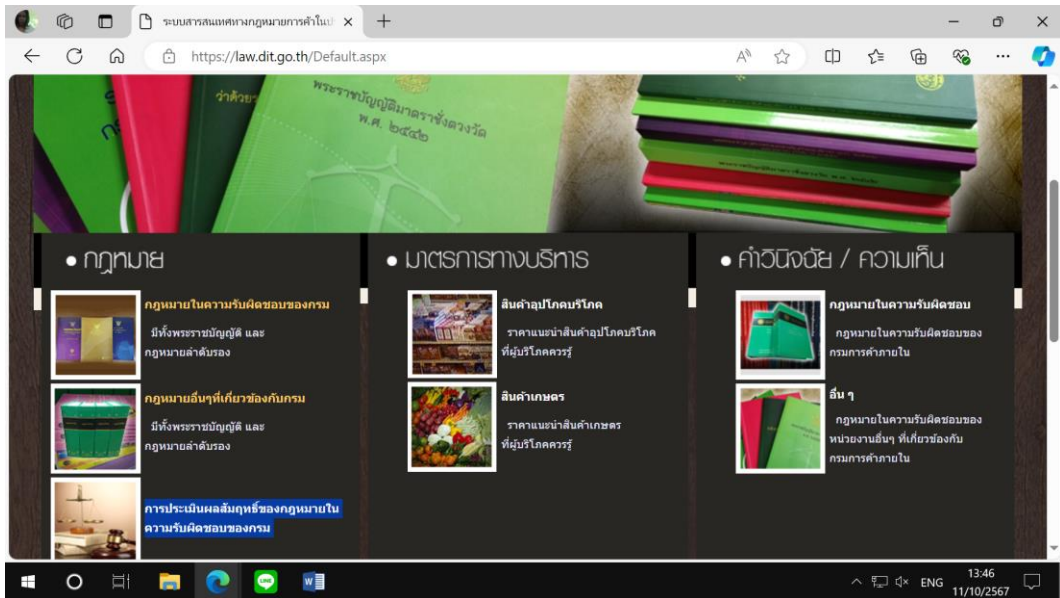 ระบบสารสนเทศทางกฎหมายการค้าในป
https://law.dit.go.th/Default.aspx
ว่าด้วย
พระราชบัญญัติมาตราชั่งตวงวัด
พ.ศ. ๒๕๔๒
กฎหมาย
กฎหมายในความรับผิดชอบของกรม
มีทั้งพระราชบัญญัติ และ
กฎหมายลำดับรอง
กฎหมายอื่นๆที่เกี่ยวข้องกับกรม
มีทั้งพระราชบัญญัติ และ
กฎหมายลำดับรอง
การประเมินผลสัมฤทธิ์ของกฎหมายใน
ความรับผิดชอบของกรม
มาตรการทางบริหาร
สินค้าอุปโภคบริโภค
ราคาแนะนำสินค้าอุปโภคบริโภค
ที่ผู้บริโภคควรรู้
สินค้าเกษตร
ราคาแนะนำสินค้าเกษตร
ที่ผู้บริโภคควรรู้
คำวินิจฉัย / ความเห็น
กฎหมายในความรับผิดชอบ
กฎหมายในความรับผิดชอบของ
กรมการค้าภายใน
อื่น ๆ
กฎหมายในความรับผิดชอบของ
หน่วยงานอื่นๆ ที่เกี่ยวข้องกับ
กรมการค้าภายใน
ENG
13:46
11/10/2567